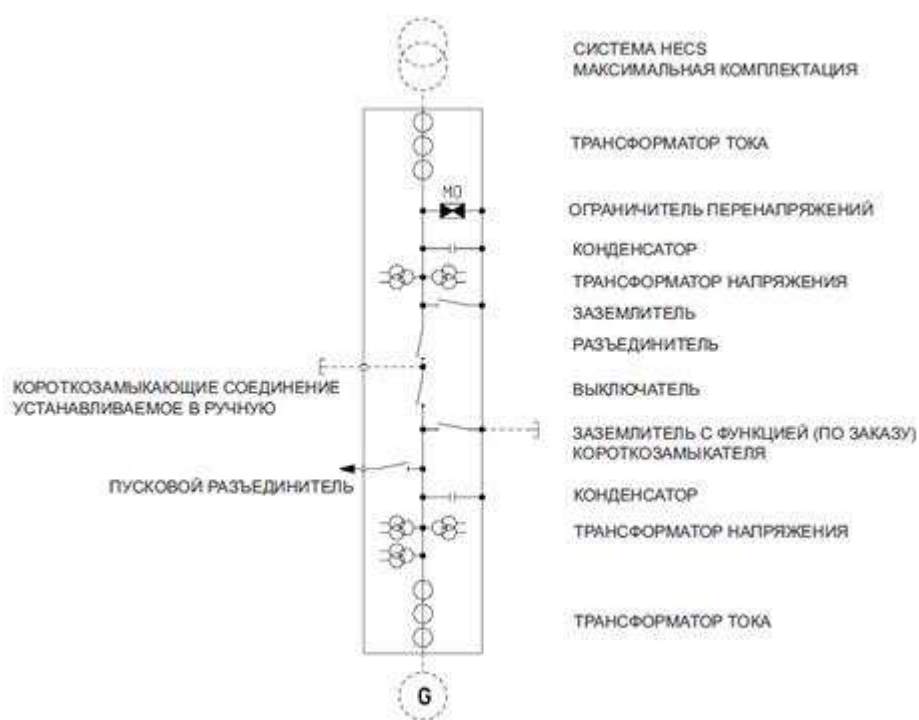 СИСТЕМА HECS
МАКСИМАЛЬНАЯ КОМПЛЕКТАЦИЯ
ТРАНСФОРМАТОР ТОКА
MO
ОГРАНИЧИТЕЛЬ ПЕРЕНАПРЯЖЕНИЙ
КОНДЕНСАТОР
ТРАНСФОРМАТОР НАПРЯЖЕНИЯ
ЗАЗЕМЛИТЕЛЬ
РАЗЪЕДИНИТЕЛЬ
КОРОТКОЗАМЫКАЮЩИЕ СОЕДИНЕНИЕ
УСТАНАВЛИВАЕМОЕ В РУЧНУЮ
ВЫКЛЮЧАТЕЛЬ
ЗАЗЕМЛИТЕЛЬ С ФУНКЦИЕЙ (ПО ЗАКАЗУ)
КОРОТКОЗАМЫКАТЕЛЯ
ПУСКОВОЙ РАЗЪЕДИНИТЕЛЬ
КОНДЕНСАТОР
ТРАНСФОРМАТОР НАПРЯЖЕНИЯ
ТРАНСФОРМАТОР ТОКА
G